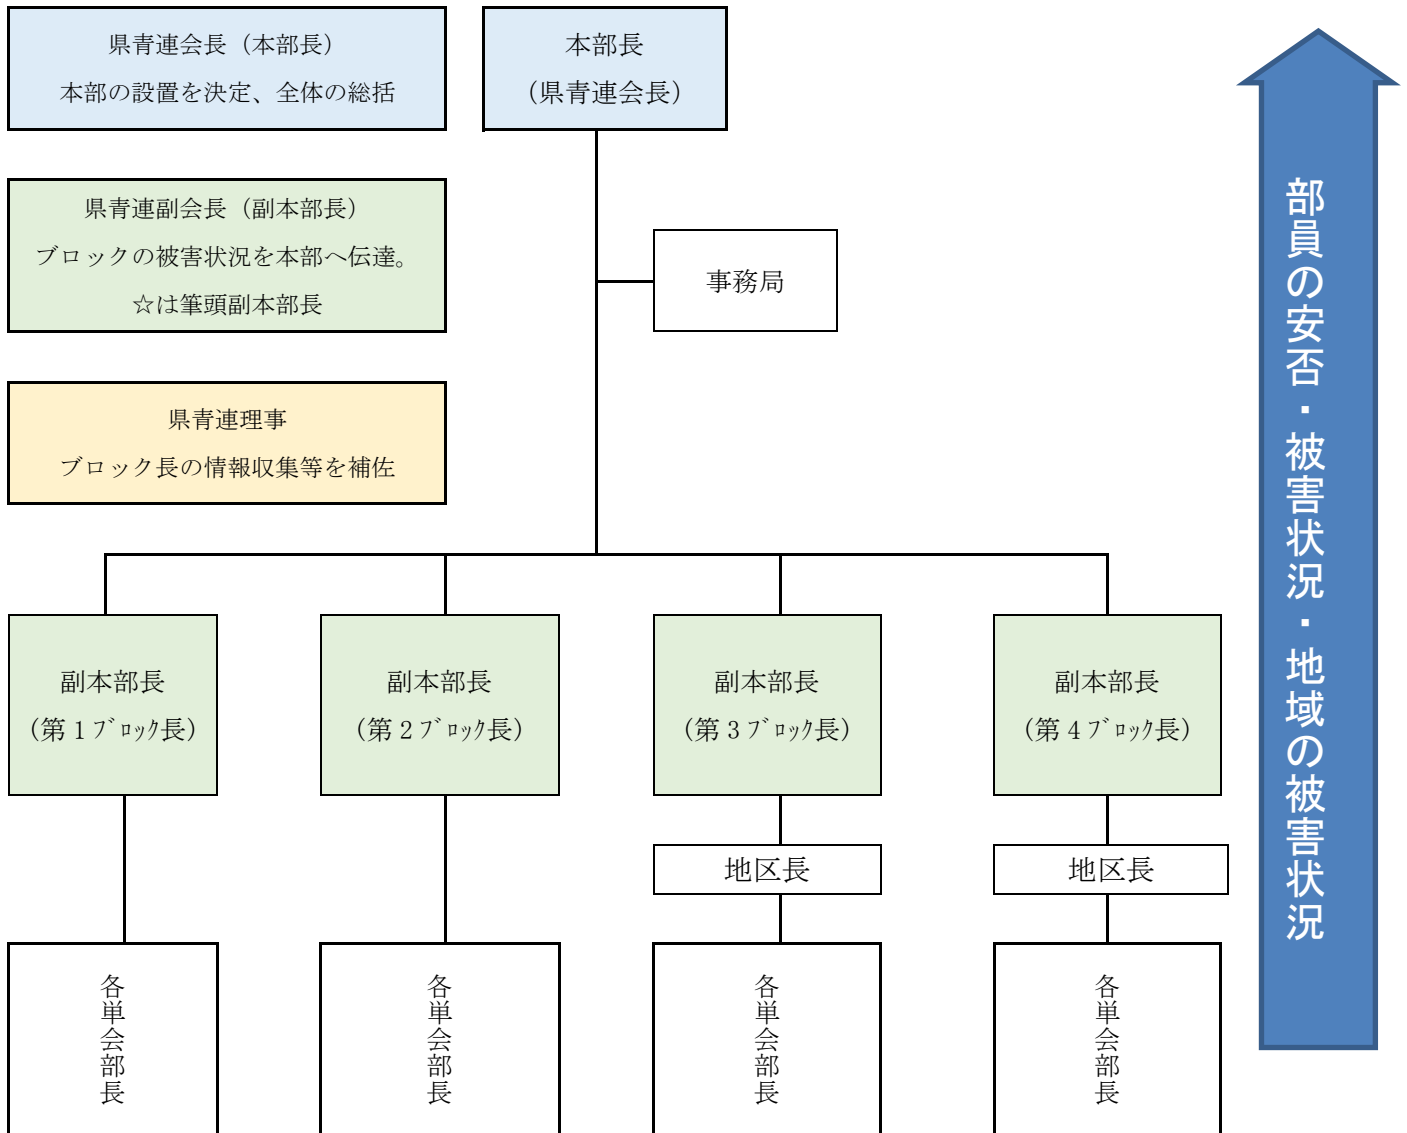 県青連会長（本部長）
本部の設置を決定、全体の総括
本部長
（県青連会長）
県青連副会長（副本部長）
ブロックの被害状況を本部へ伝達。
☆は筆頭副本部長
事務局
県青連理事
ブロック長の情報収集等を補佐
副本部長
（第１ﾌﾞﾛｯｸ長）
副本部長
（第２ﾌﾞﾛｯｸ長）
副本部長
（第３ﾌﾞﾛｯｸ長）
副本部長
（第４ﾌﾞﾛｯｸ長）
地区長
地区長
各単会部長
各単会部長
各単会部長
各単会部長
部員の安否・被害状況・地域の被害状況